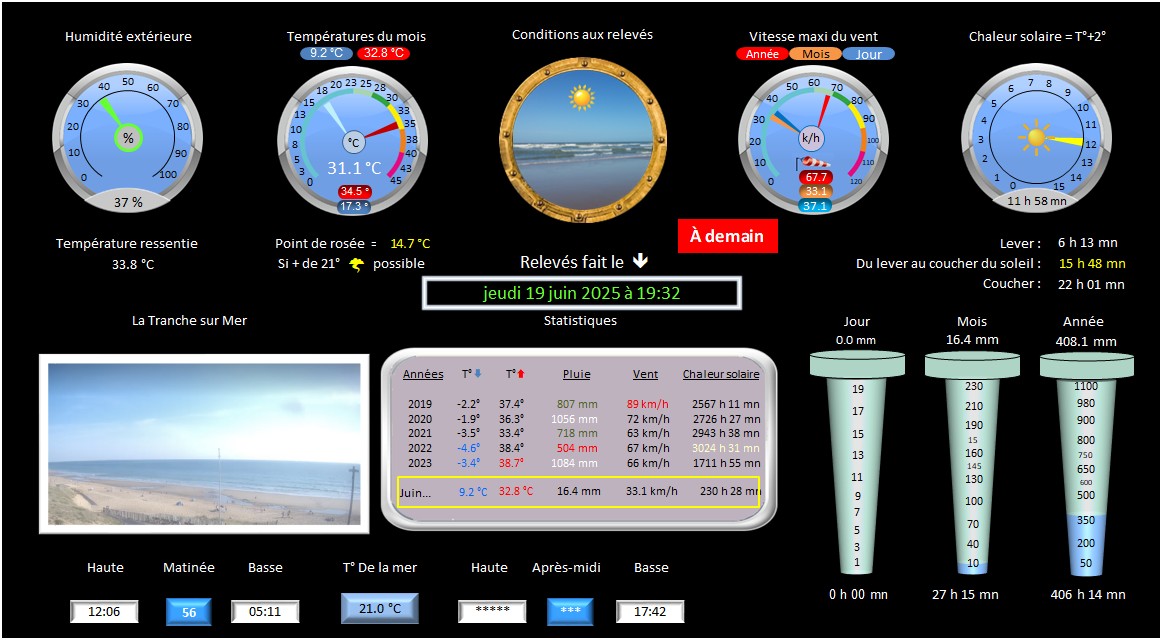 Humidité extérieure
Températures du mois
9.2 °C 32.8 °C
Conditions aux relevés
Vitesse maxi du vent
Année Mois Jour
Chaleur solaire = T°+2°
0 10 20 30 40 50 60 70 80 90 100
%
37 %
0 3 5 8 10 13 15 18 20 23 25 28 30 33 35 38 40 43 45
°C
31.1 °C
34.5 °
17.3 °
0 10 20 30 40 50 60 70 80 90 100 110 120
k/h
67.7
33.1
37.1
0 1 2 3 4 5 6 7 8 9 10 11 12 13 14 15
11 h 58 mn
Température ressentie
33.8 °C
Point de rosée = 14.7 °C
Si + de 21° possible
À demain
Relevés fait le
jeudi 19 juin 2025 à 19:32
Lever : 6 h 13 mn
Du lever au coucher du soleil : 15 h 48 mn
Coucher : 22 h 01 mn
La Tranche sur Mer
Statistiques
Années T° T° Pluie Vent Chaleur solaire
2019 -2.2° 37.4° 807 mm 89 km/h 2567 h 11 mn
2020 -1.9° 36.3° 1056 mm 72 km/h 2726 h 27 mn
2021 -3.5° 33.4° 718 mm 63 km/h 2943 h 38 mn
2022 -4.6° 38.4° 504 mm 67 km/h 3024 h 31 mn
2023 -3.4° 38.7° 1084 mm 66 km/h 1711 h 55 mn
Juin... 9.2 °C 32.8 °C 16.4 mm 33.1 km/h 230 h 28 mn
Jour
0.0 mm
19
17
15
13
11
9
7
5
3
1
0 h 00 mn
Mois
16.4 mm
230
210
190
15
160
145
130
100
70
40
10
27 h 15 mn
Année
408.1 mm
1100
980
900
800
750
650
600
500
350
200
50
406 h 14 mn
Haute Matinée Basse
12:06 56 05:11
T° De la mer
21.0 °C
Haute Après-midi Basse
***** *** 17:42